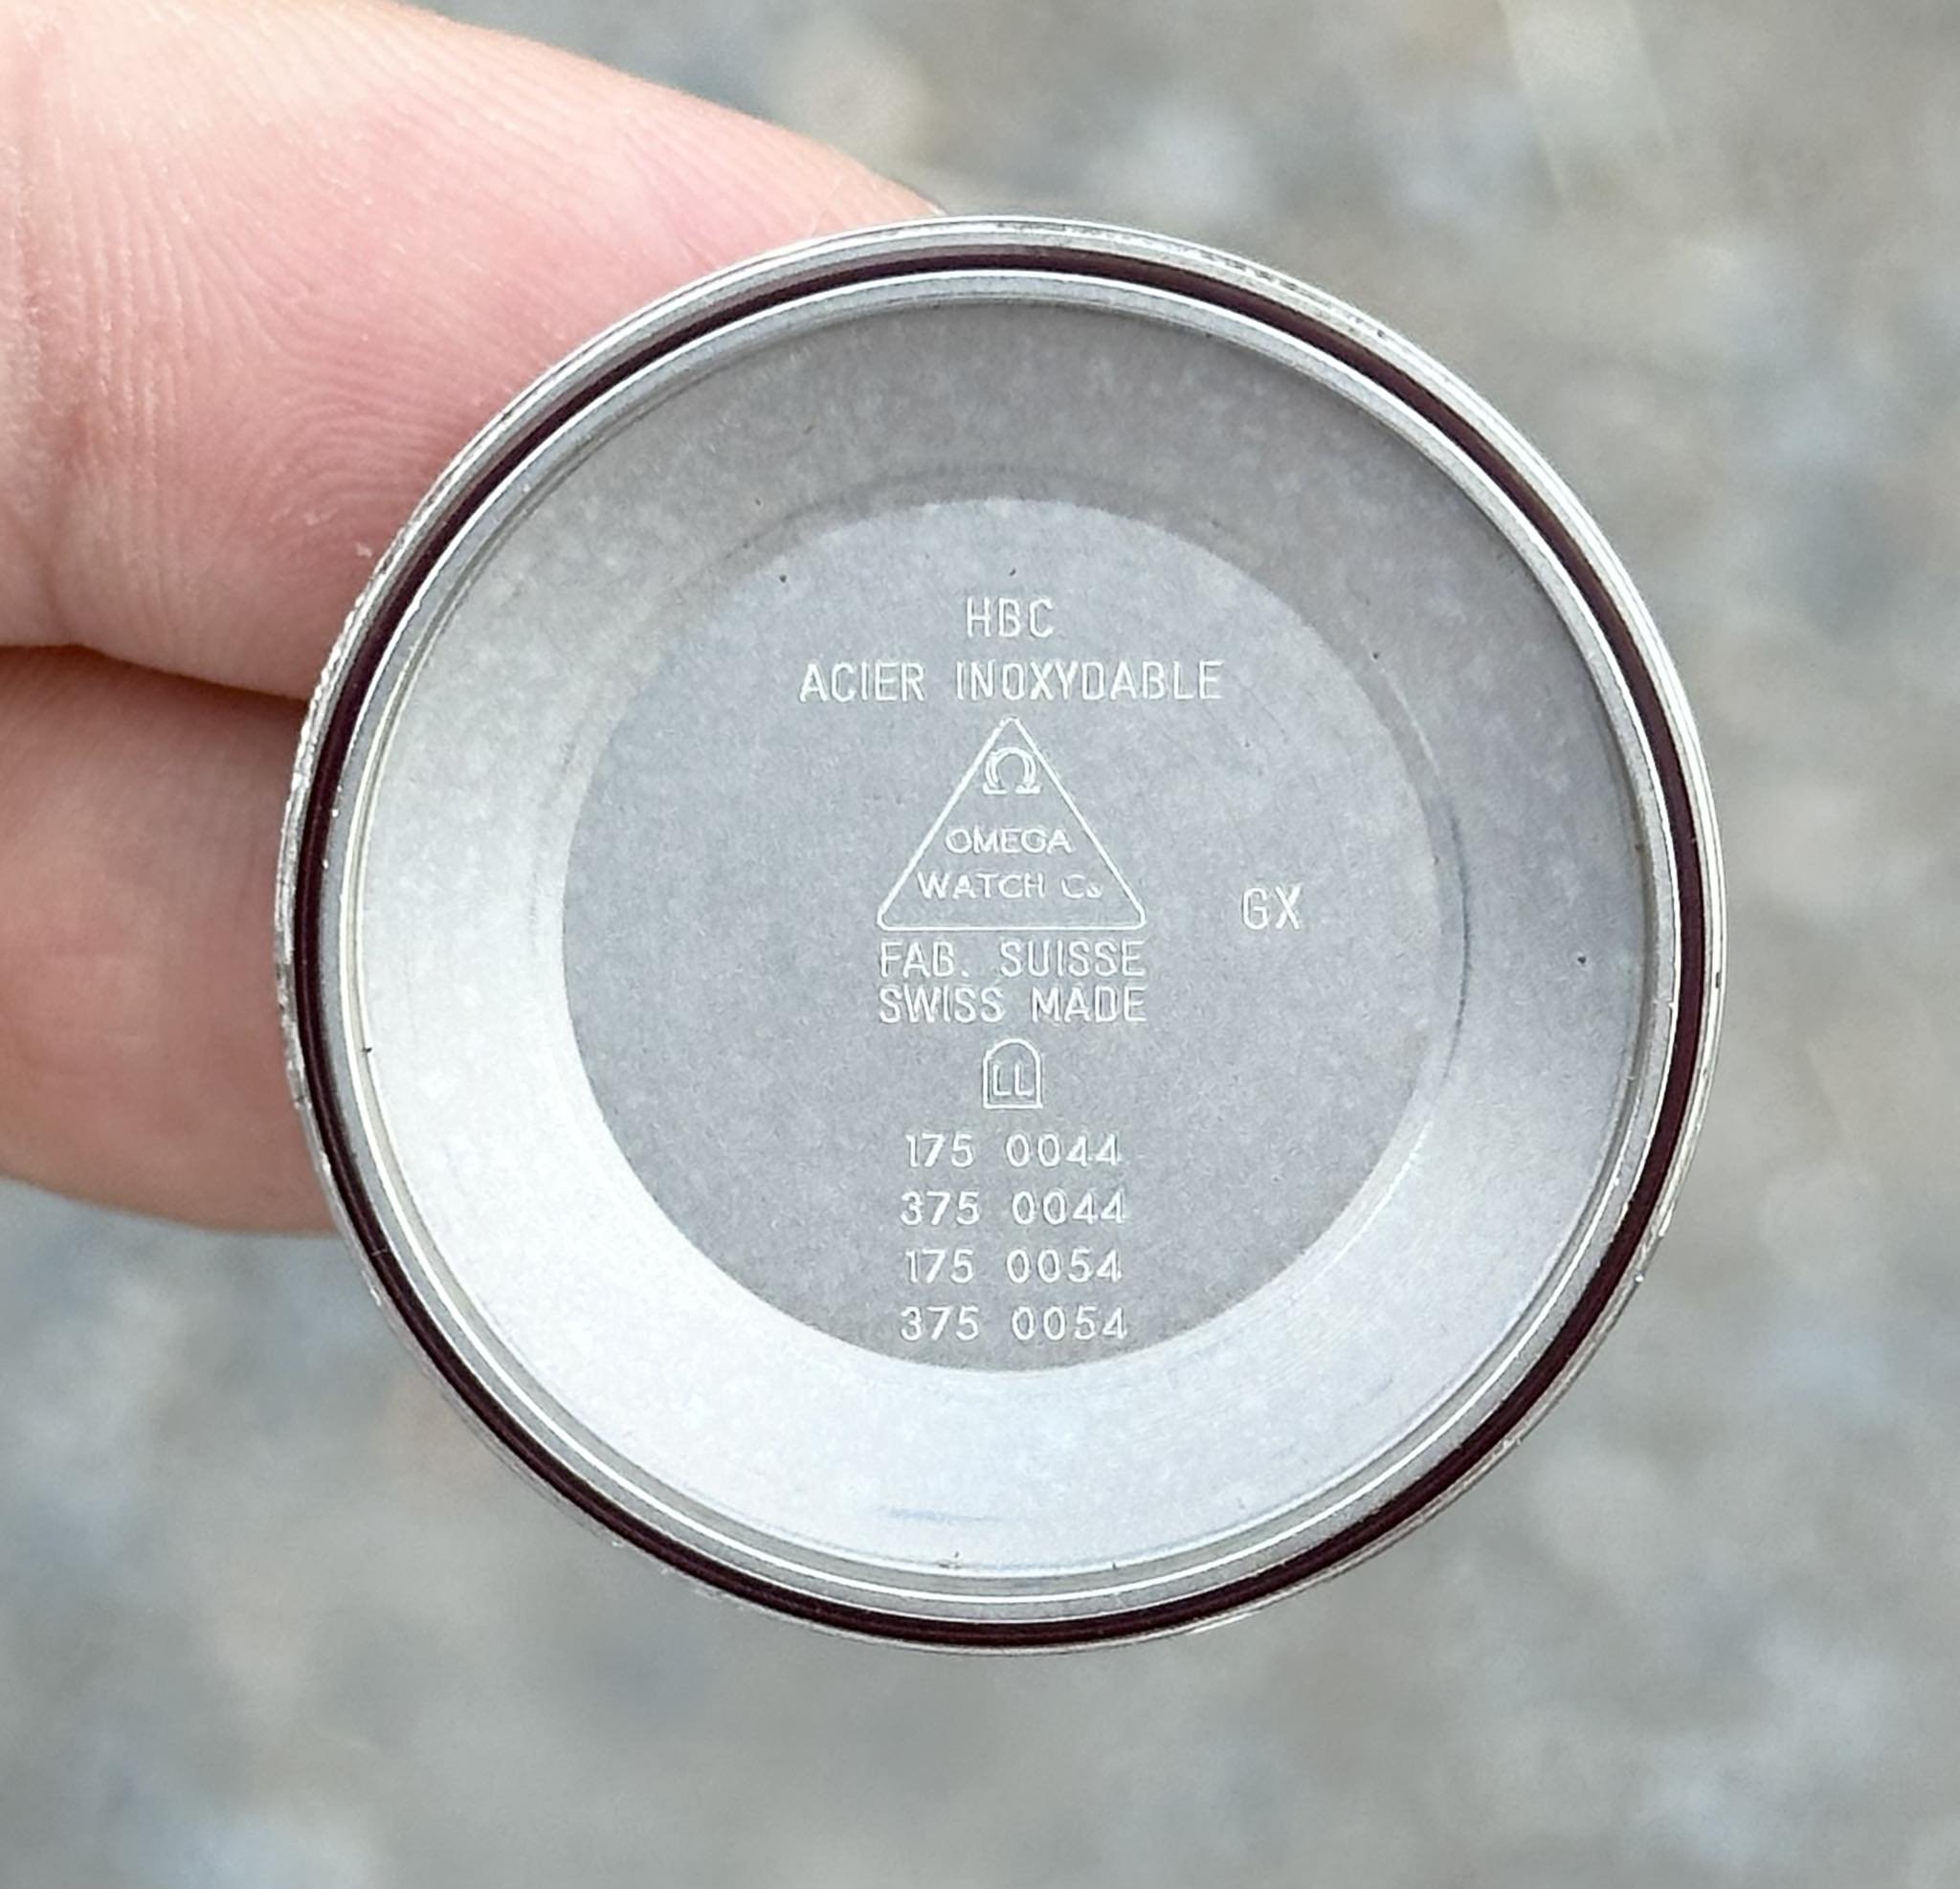 HBC
ACIER INOXYDABLE
Ω
OMEGA
WATCH Co
GX
FAB. SUISSE
SWISS MADE
LL
175 0044
375 0044
175 0054
375 0054